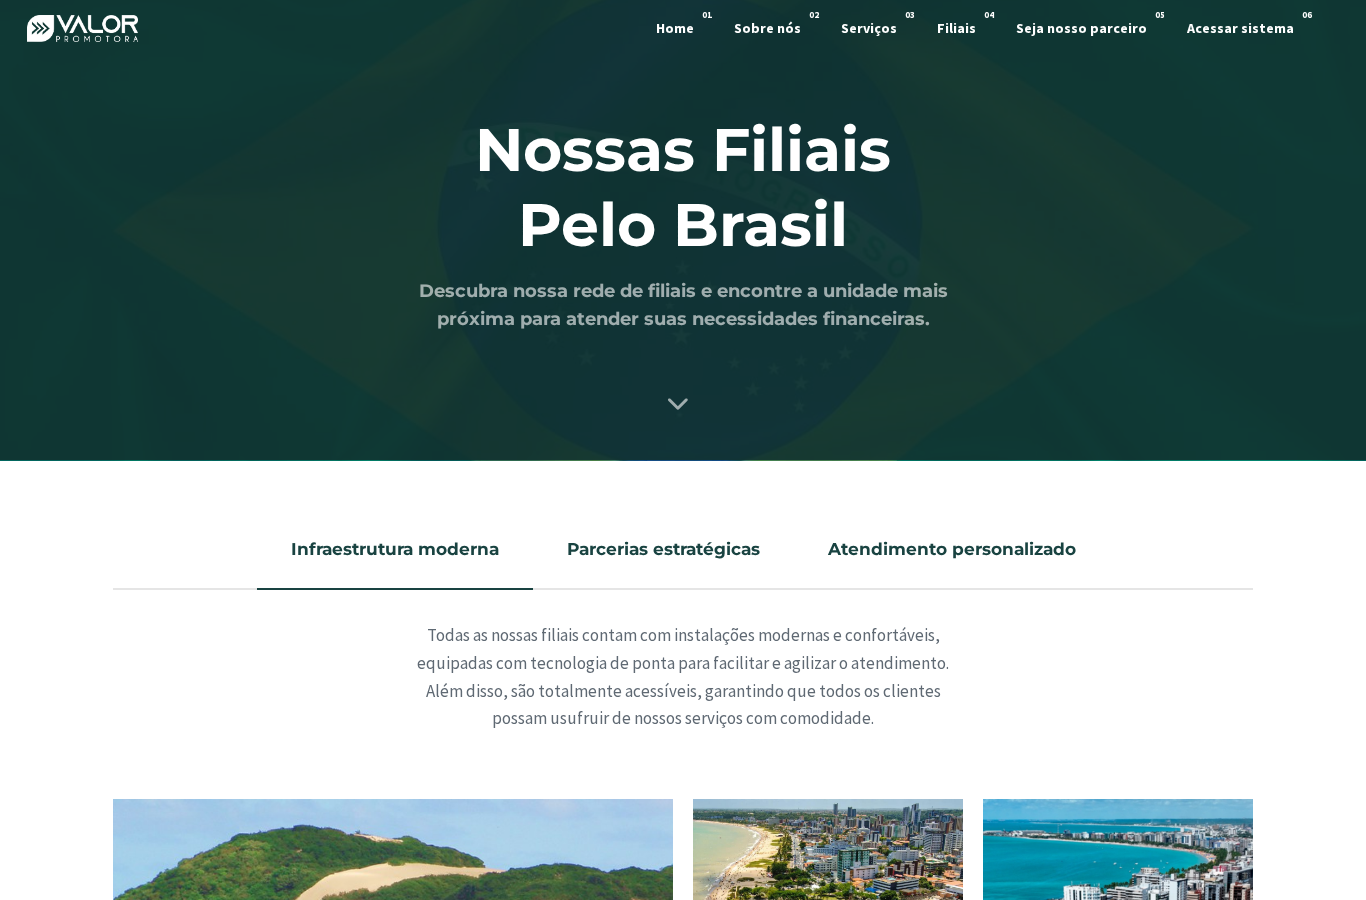 VALOR
PROMOTORA
Home 01
Sobre nós 02
Serviços 03
Filiais 04
Seja nosso parceiro 05
Acessar sistema 06
Nossas Filiais
Pelo Brasil
Descubra nossa rede de filiais e encontre a unidade mais
próxima para atender suas necessidades financeiras.
Infraestrutura moderna
Parcerias estratégicas
Atendimento personalizado
Todas as nossas filiais contam com instalações modernas e confortáveis,
equipadas com tecnologia de ponta para facilitar e agilizar o atendimento.
Além disso, são totalmente acessíveis, garantindo que todos os clientes
possam usufruir de nossos serviços com comodidade.